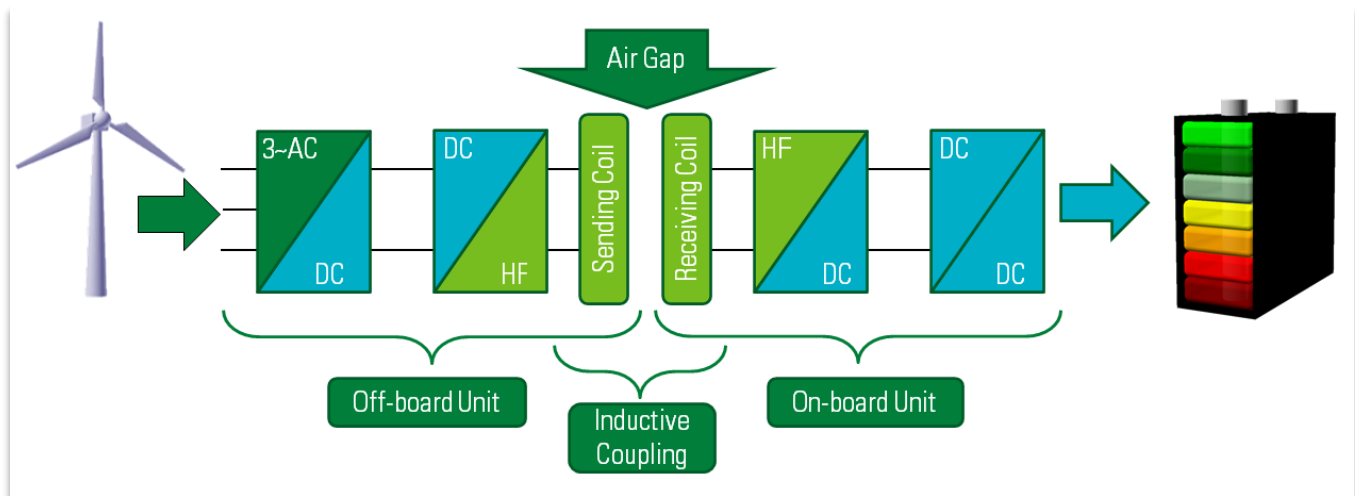 Air Gap
3~AC
DC
DC
HF
Sending Coil
Receiving Coil
HF
DC
DC
DC
Off-board Unit
Inductive
Coupling
On-board Unit